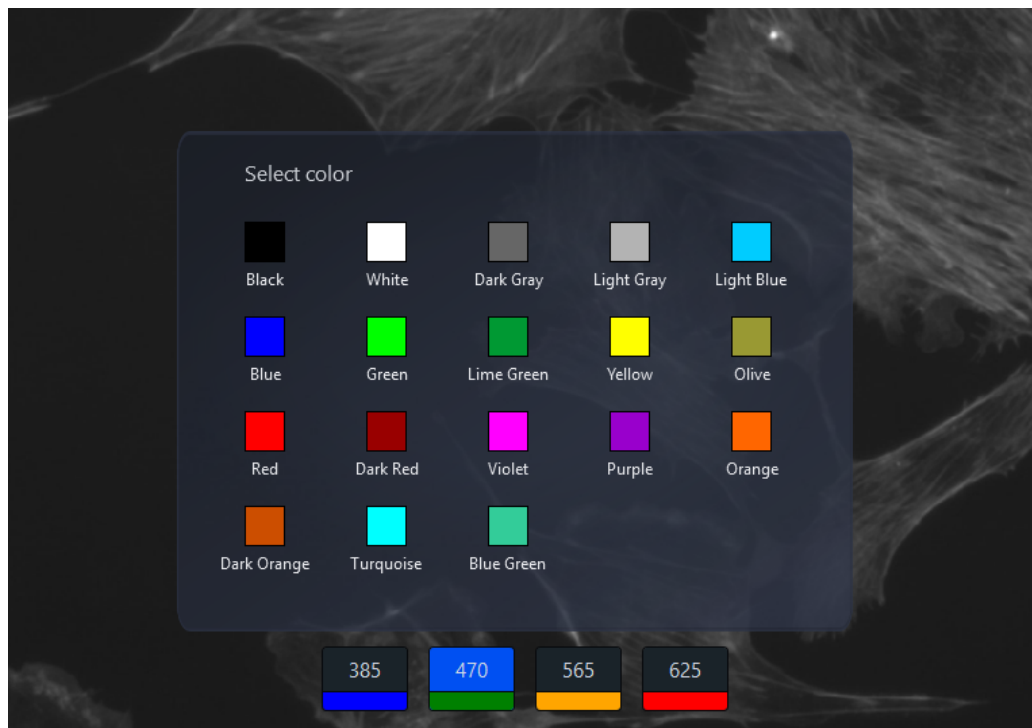 Select color
Black White Dark Gray Light Gray Light Blue
Blue Green Lime Green Yellow Olive
Red Dark Red Violet Purple Orange
Dark Orange Turquoise Blue Green
385 470 565 625